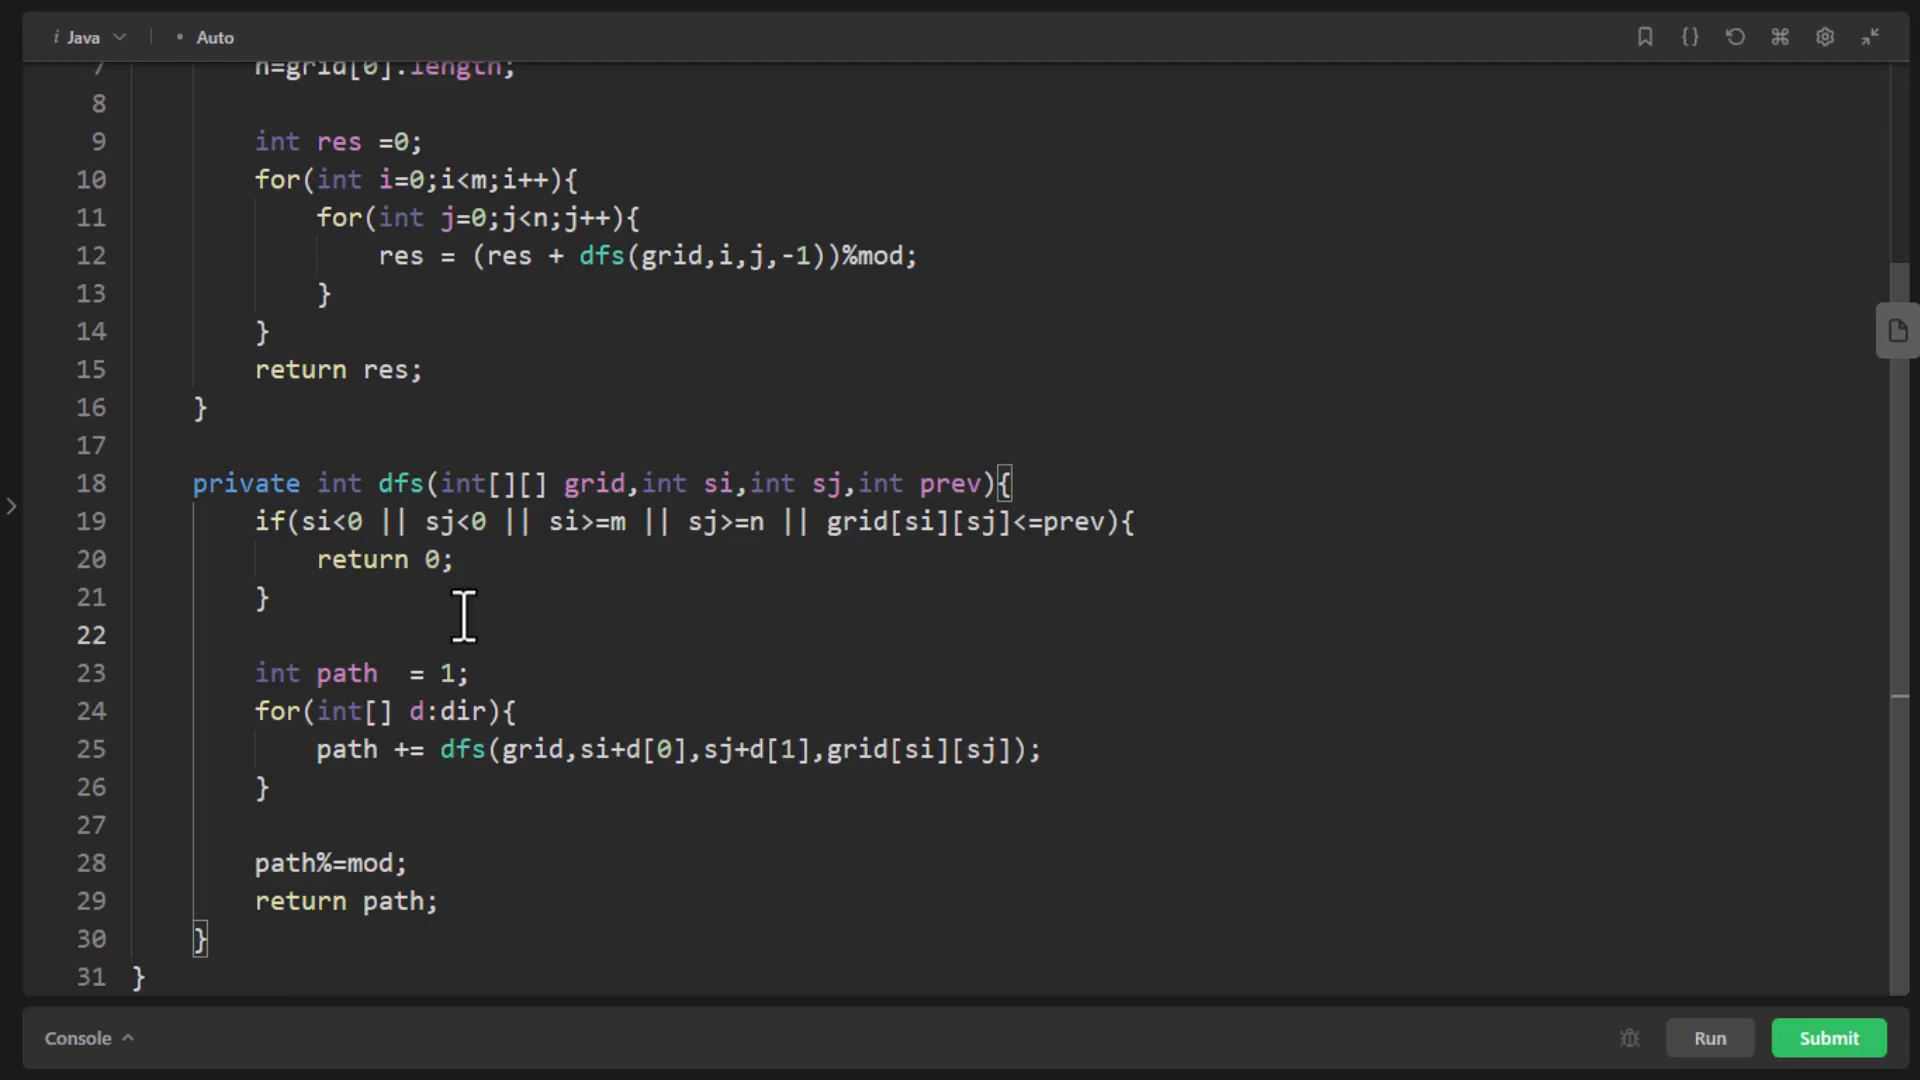 i Java • Auto
7 n=grid[0].length;
8
9 int res =0;
10 for(int i=0;i<m;i++){
11 for(int j=0;j<n;j++){
12 res = (res + dfs(grid,i,j,-1))%mod;
13 }
14 }
15 return res;
16 }
17
18 private int dfs(int[][] grid,int si,int sj,int prev){
19 if(si<0 || sj<0 || si>=m || sj>=n || grid[si][sj]<=prev){
20 return 0;
21 }
22
23 int path  = 1;
24 for(int[] d:dir){
25 path += dfs(grid,si+d[0],sj+d[1],grid[si][sj]);
26 }
27
28 path%=mod;
29 return path;
30 }
31 }
Console Run Submit